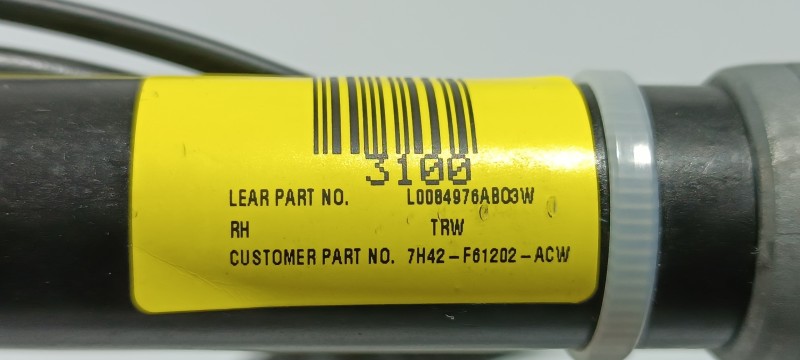 3100
LEAR PART NO. L0084976AB03W
RH TRW
CUSTOMER PART NO. 7H42-F61202-ACW